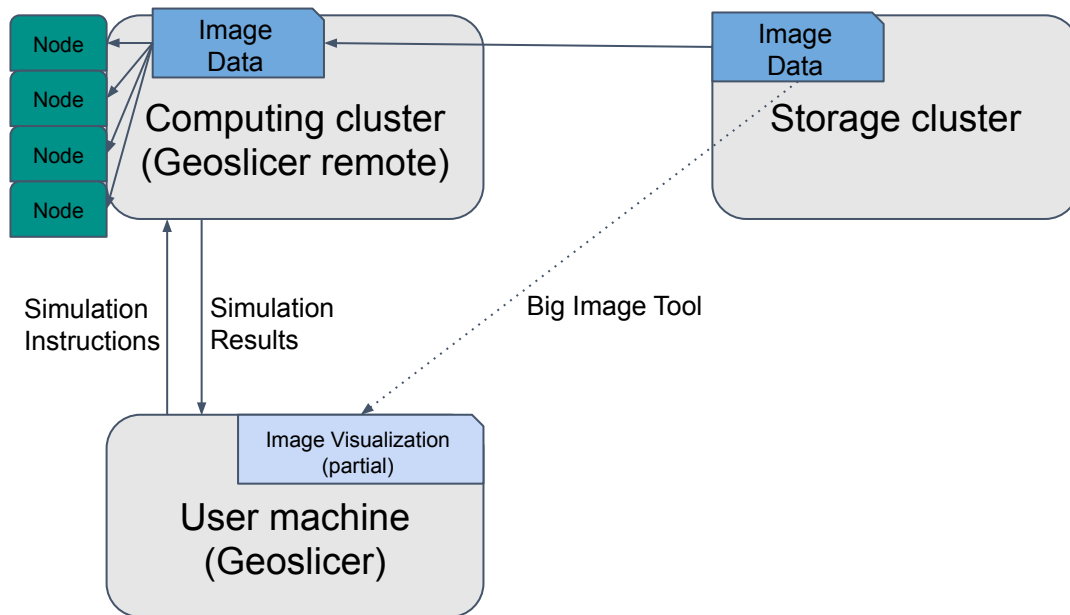 Node
Node
Node
Node
Image
Data
Computing cluster
(Geoslicer remote)
Image
Data
Storage cluster
Simulation
Instructions
Simulation
Results
Big Image Tool
Image Visualization
(partial)
User machine
(Geoslicer)